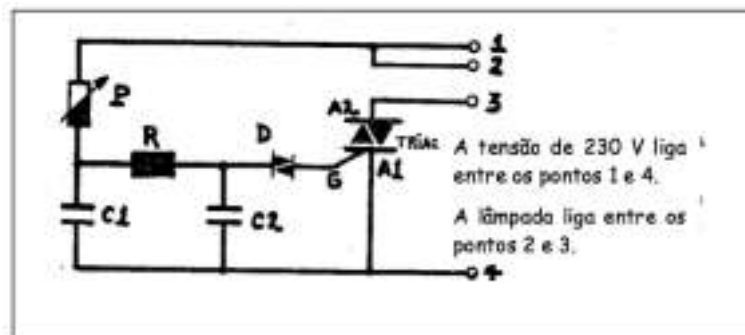 1
2
P
A2
3
R
D
TRIAC
G
A1
A tensão de 230 V liga
entre os pontos 1 e 4.
C1
C2
A lâmpada liga entre os
pontos 2 e 3.
4